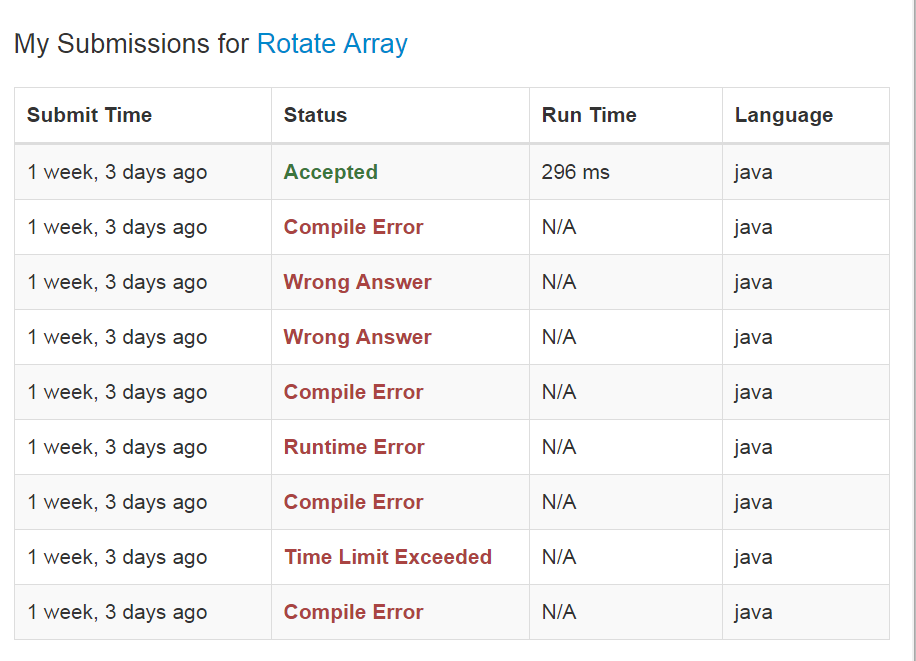 My Submissions for Rotate Array
Submit Time Status Run Time Language
1 week, 3 days ago Accepted 296 ms java
1 week, 3 days ago Compile Error N/A java
1 week, 3 days ago Wrong Answer N/A java
1 week, 3 days ago Wrong Answer N/A java
1 week, 3 days ago Compile Error N/A java
1 week, 3 days ago Runtime Error N/A java
1 week, 3 days ago Compile Error N/A java
1 week, 3 days ago Time Limit Exceeded N/A java
1 week, 3 days ago Compile Error N/A java